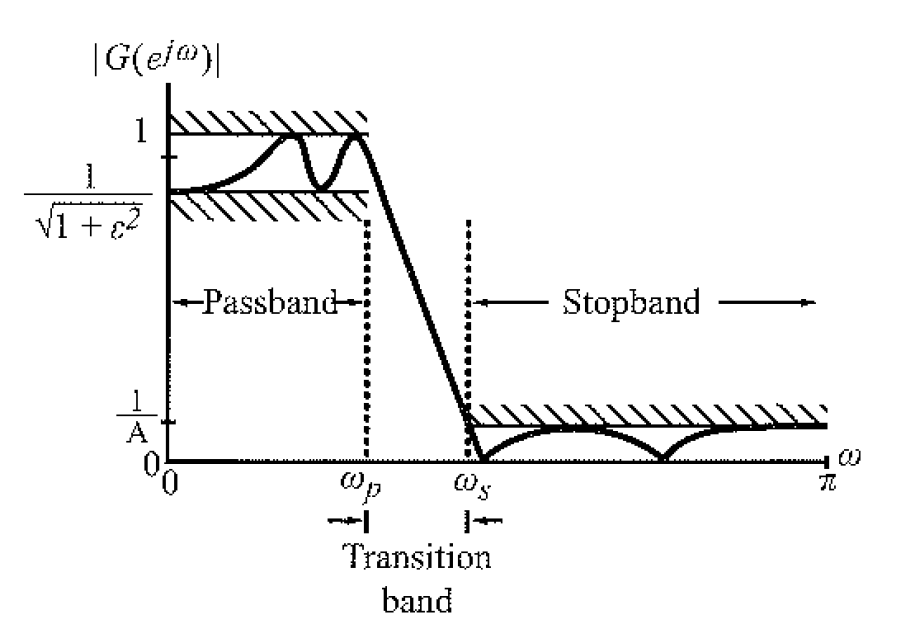 |G(e^{jω})|
1
1
√1 + ε²
Passband
Stopband
1
A
0
0
ω_p
ω_s
π
ω
Transition
band